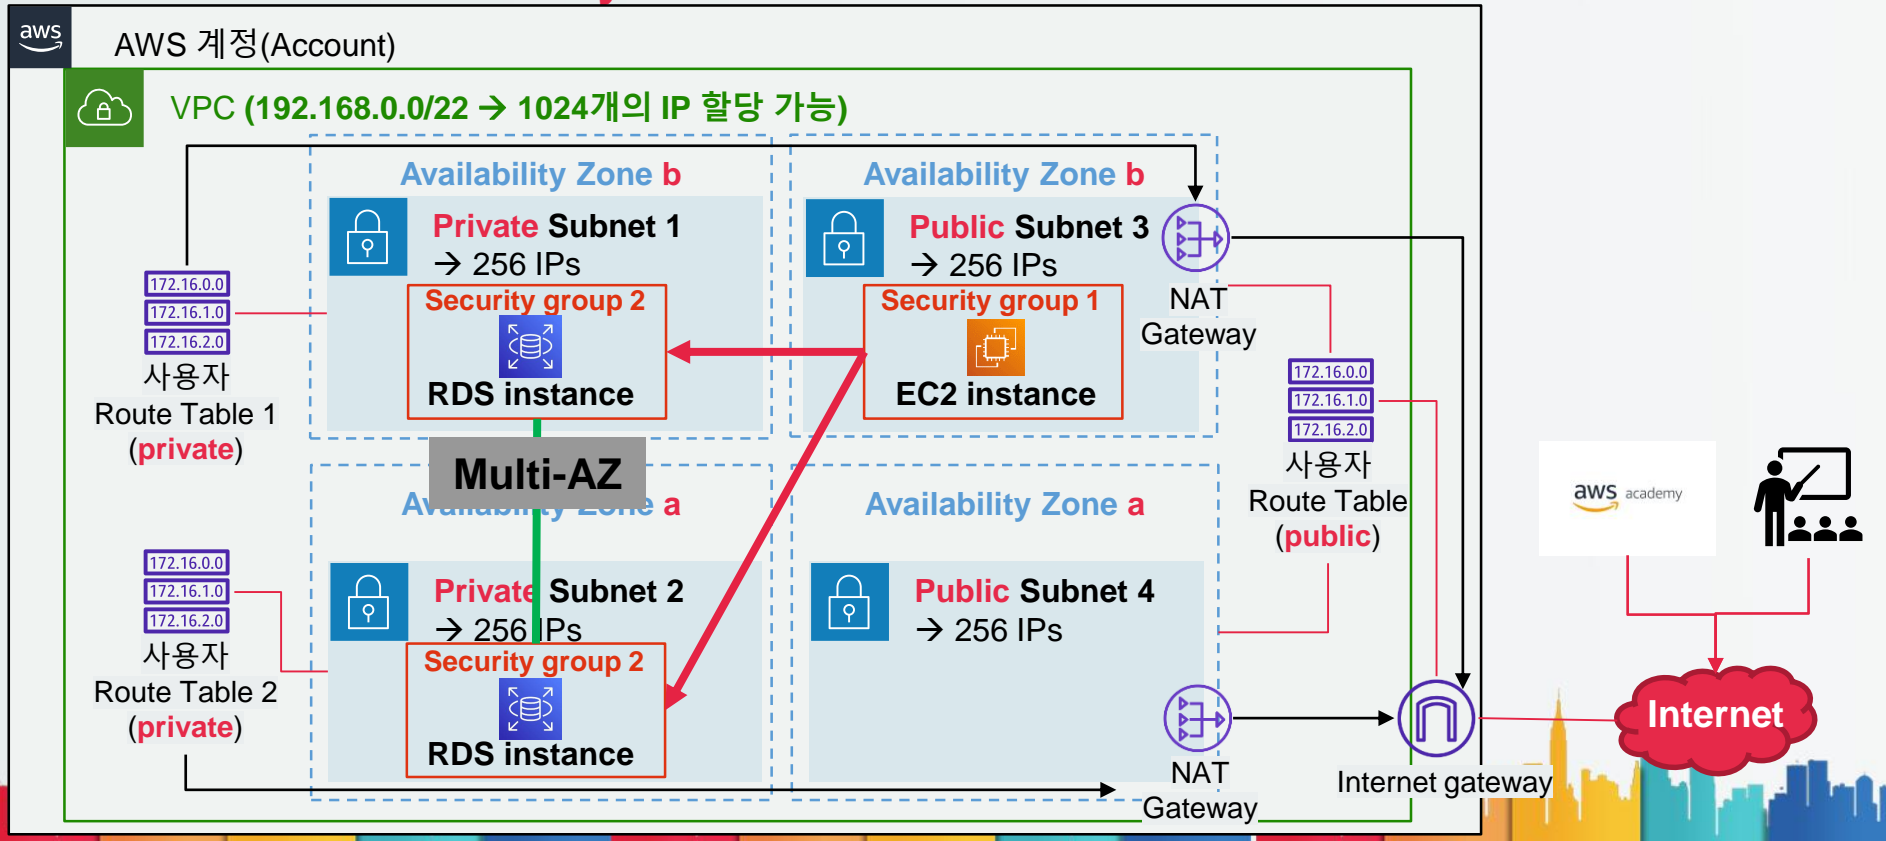 aws
AWS 계정(Account)
VPC (192.168.0.0/22 → 1024개의 IP 할당 가능)
Availability Zone b
Private Subnet 1
→ 256 IPs
Security group 2
RDS instance
Availability Zone b
Public Subnet 3
→ 256 IPs
Security group 1
EC2 instance
NAT
Gateway
172.16.0.0
172.16.1.0
172.16.2.0
사용자
Route Table 1
(private)
Multi-AZ
172.16.0.0
172.16.1.0
172.16.2.0
사용자
Route Table
(public)
Availability Zone a
Private Subnet 2
→ 256 IPs
Security group 2
RDS instance
Availability Zone a
Public Subnet 4
→ 256 IPs
NAT
Gateway
172.16.0.0
172.16.1.0
172.16.2.0
사용자
Route Table 2
(private)
Internet gateway
aws academy
Internet